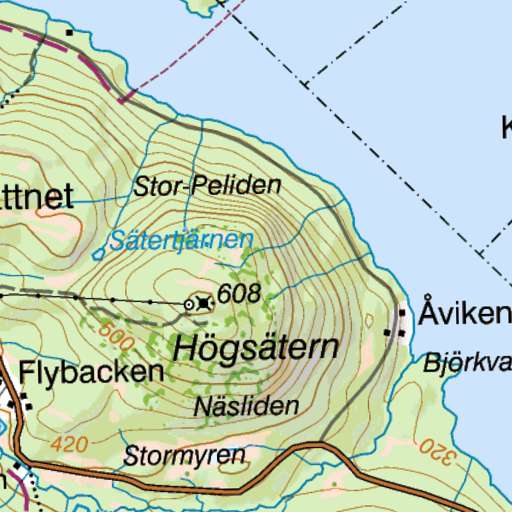 K
ttnet
Stor-Peliden
Sätertjärnen
608
Åviken
600
Högsätern
Björkva
Flybacken
Näsliden
420
Stormyren
320
n